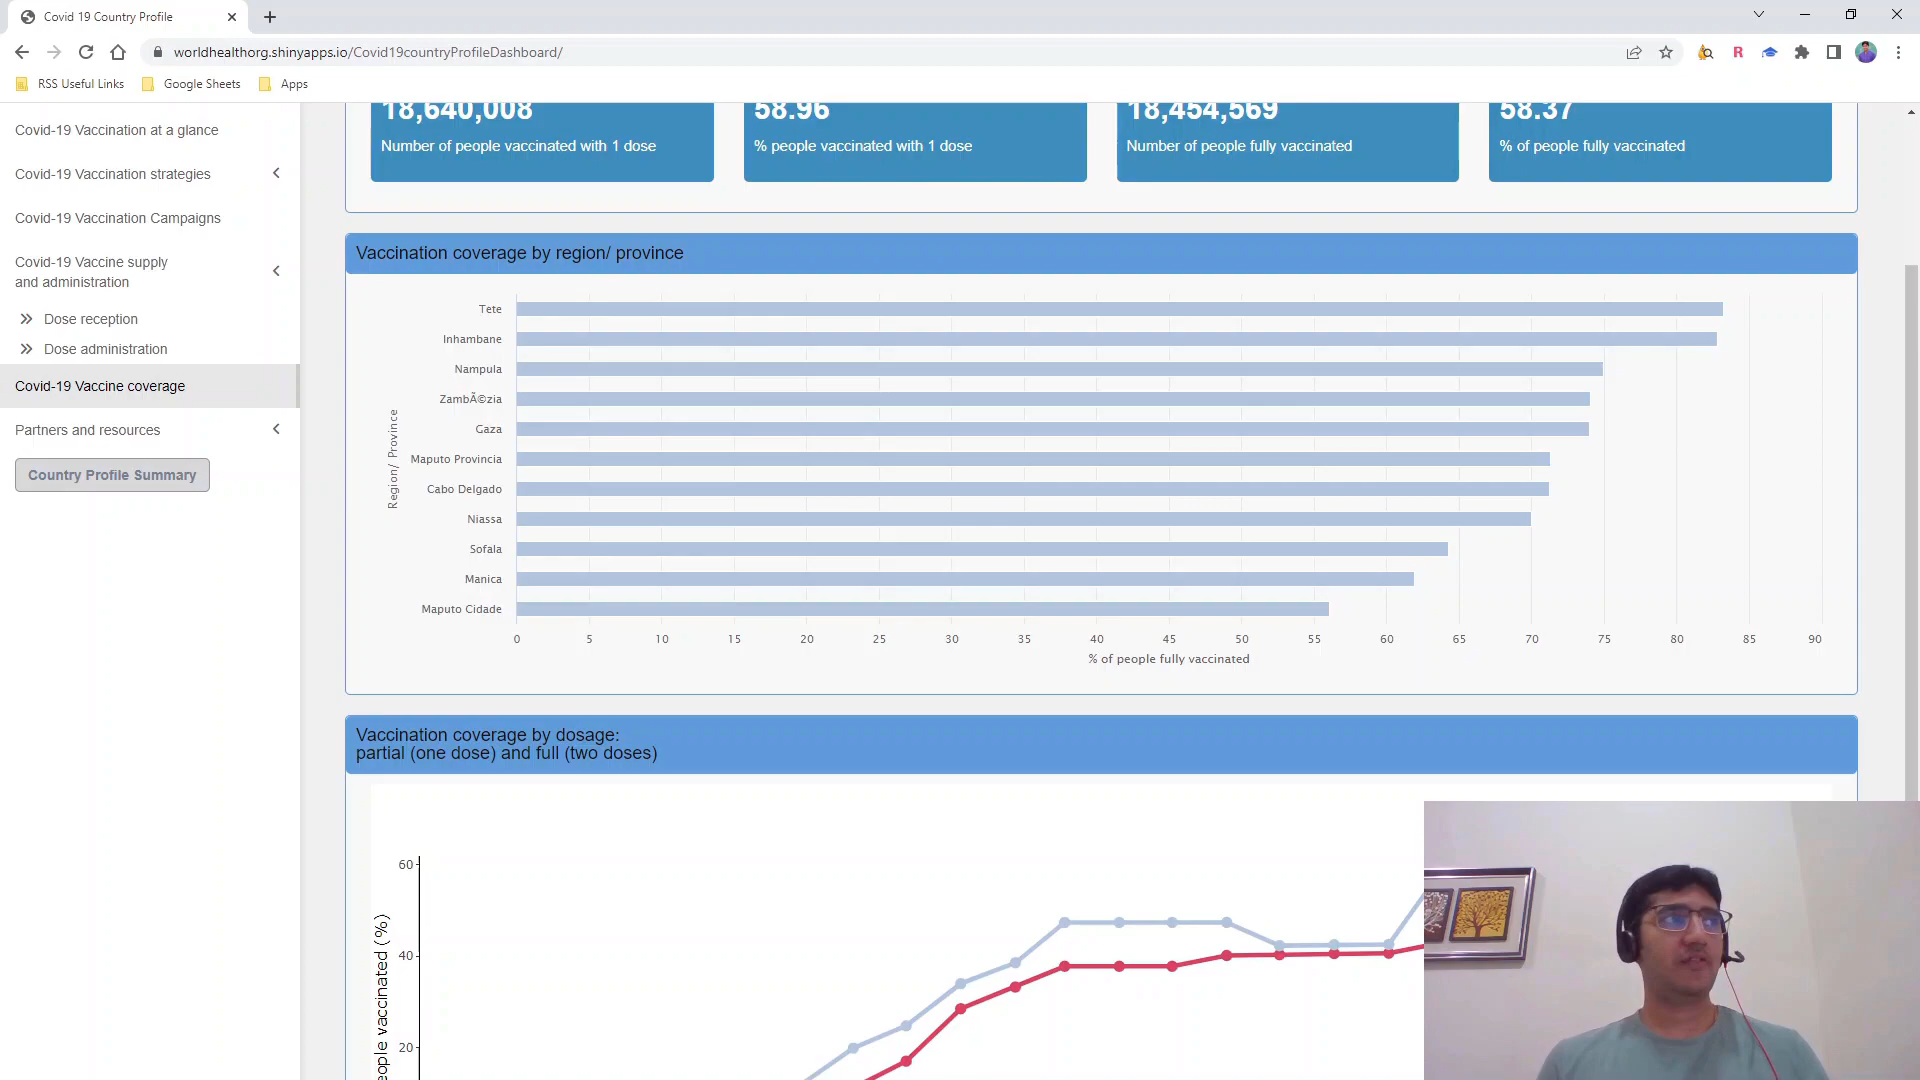 Covid 19 Country Profile
worldhealthorg.shinyapps.io/Covid19countryProfileDashboard/
RSS Useful Links
Google Sheets
Apps
Covid-19 Vaccination at a glance
Covid-19 Vaccination strategies
Covid-19 Vaccination Campaigns
Covid-19 Vaccine supply
and administration
Dose reception
Dose administration
Covid-19 Vaccine coverage
Partners and resources
Country Profile Summary
18,640,008
Number of people vaccinated with 1 dose
58.96
% people vaccinated with 1 dose
18,454,569
Number of people fully vaccinated
58.37
% of people fully vaccinated
Vaccination coverage by region/ province
Region/ Province
Tete
Inhambane
Nampula
ZambÃ©zia
Gaza
Maputo Provincia
Cabo Delgado
Niassa
Sofala
Manica
Maputo Cidade
0 5 10 15 20 25 30 35 40 45 50 55 60 65 70 75 80 85 90
% of people fully vaccinated
Vaccination coverage by dosage:
partial (one dose) and full (two doses)
60
40
20
vaccinated (%)